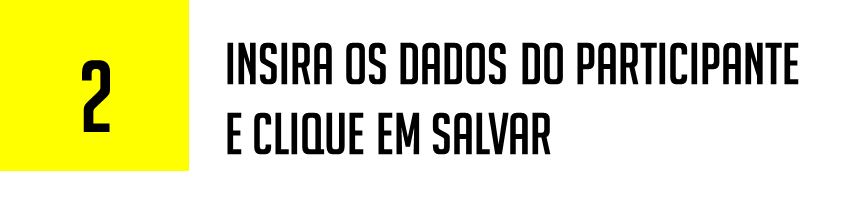 2
INSIRA OS DADOS DO PARTICIPANTE
E CLIQUE EM SALVAR